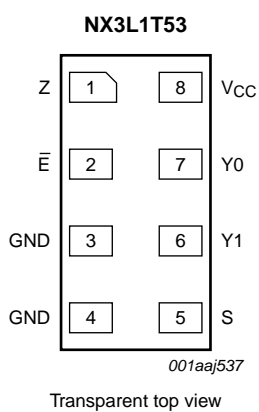 NX3L1T53
Z 1 8 VCC
E̅ 2 7 Y0
GND 3 6 Y1
GND 4 5 S
001aaj537
Transparent top view